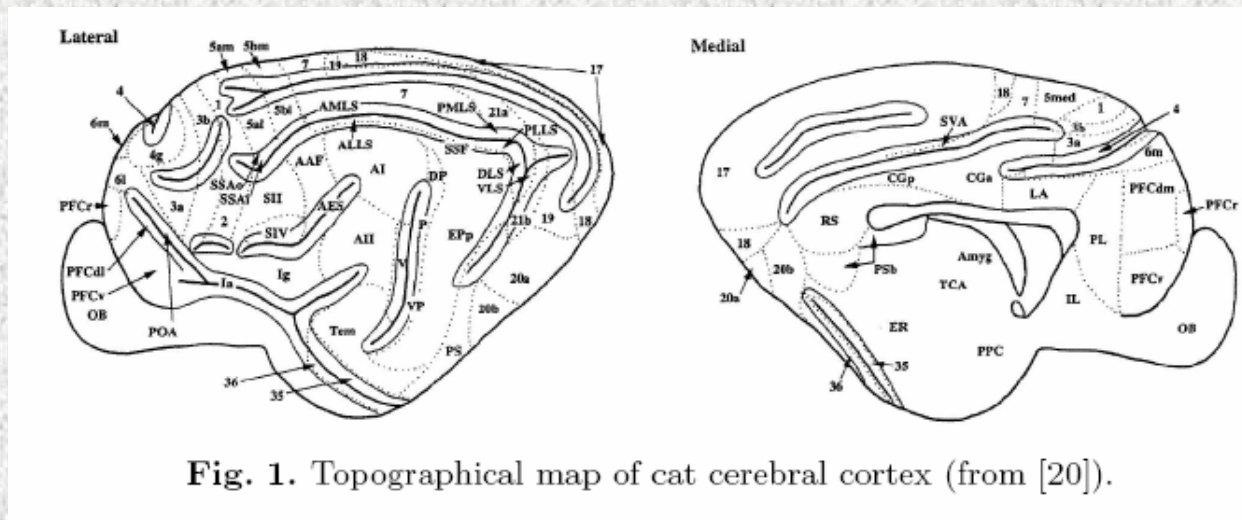 Lateral
5am 5bm 7 19 18 17
4 1 5bi 7
6m 3b 5al AMLS PMLS 21a
4g ALLS PLLS
SSF
SSAo AAF AI DP DLS
6l SSAi SII VLS
PFCr 3a 2 AES 21b 19 18
SIV AII P EPp
PFCdl Ig V 20a
PFCv Ia VP 20b
OB
POA Tem PS
36
35
Medial
18 7 5med 1 4
SVA 3b
3a 6m
17 CGp CGa PFCdm
LA PFCr
RS PL
18 20b PSb Amyg PFCv
20a TCA IL
ER OB
PPC
36 35
Fig. 1. Topographical map of cat cerebral cortex (from [20]).